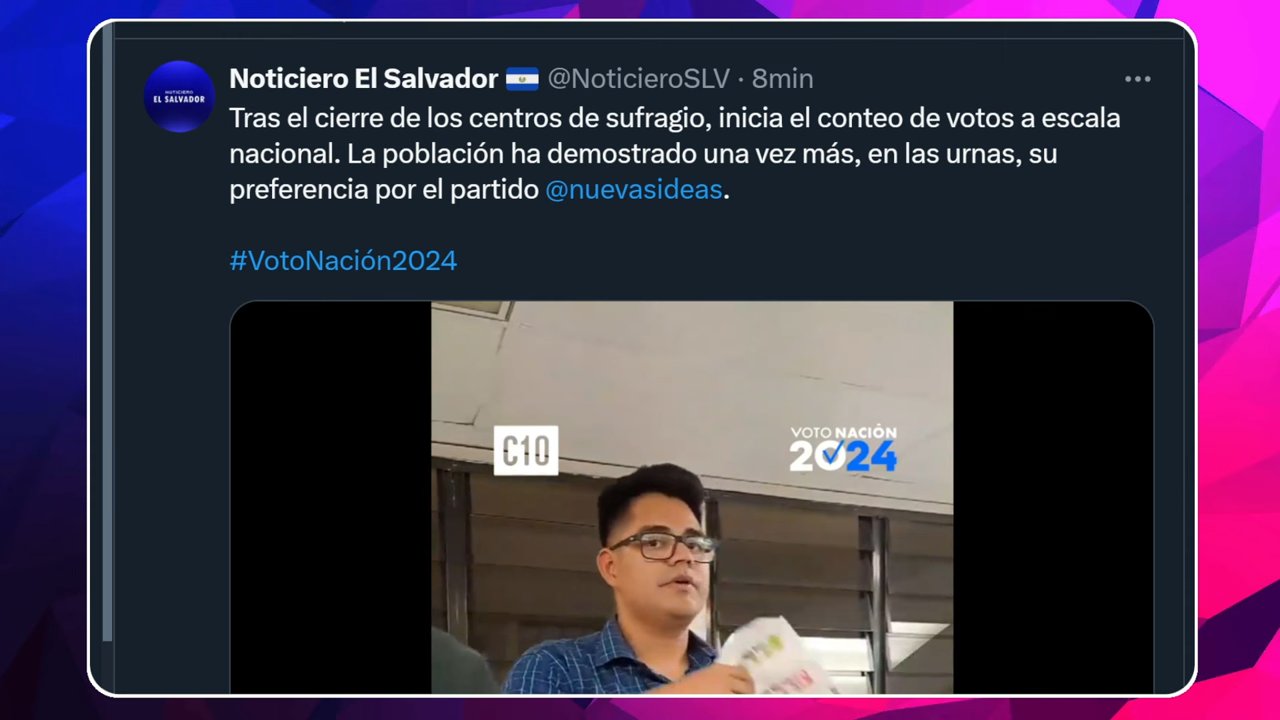 Noticiero El Salvador 🇸🇻 @NoticieroSLV · 8min
NOTICIERO
EL SALVADOR
Tras el cierre de los centros de sufragio, inicia el conteo de votos a escala
nacional. La población ha demostrado una vez más, en las urnas, su
preferencia por el partido @nuevasideas.
#VotoNación2024
C10
VOTO NACIÓN
2024